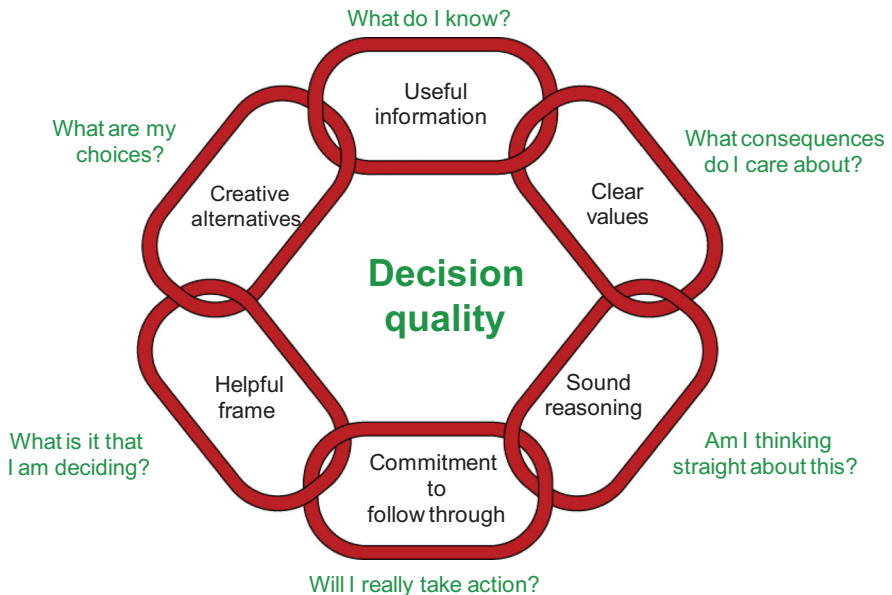 What do I know?
Useful
information
What are my
choices?
What consequences
do I care about?
Creative
alternatives
Clear
values
Decision
quality
Helpful
frame
Sound
reasoning
What is it that
I am deciding?
Am I thinking
straight about this?
Commitment
to
follow through
Will I really take action?